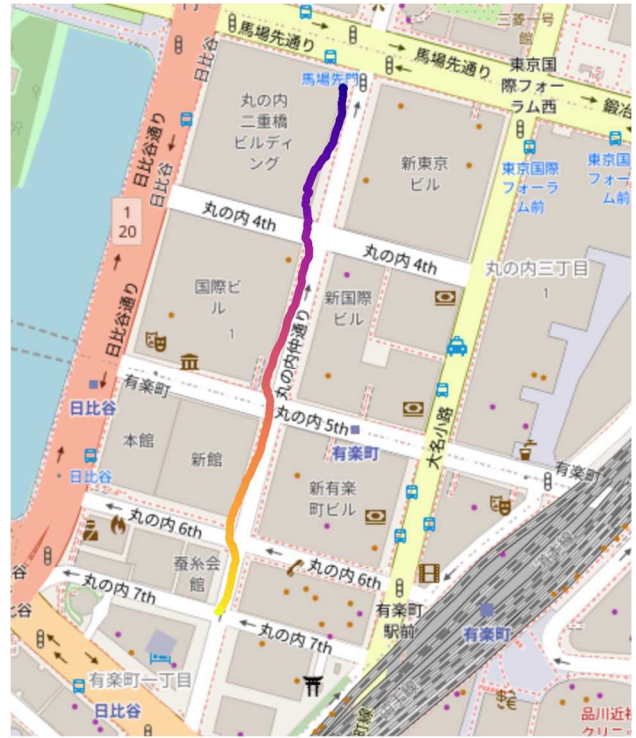 馬場先通り
馬場先通り
三菱一号
館
日比谷
馬場先門
東京国
際フォー
ラム西
鍛冶
丸の内
二重橋
ビルディ
ング
新東京
ビル
日比谷通り
日比谷
東京国際
フォーラ
ム前
東京国
際フォー
ム前
丸の内 4th
丸の内 4th
1
20
丸の内三丁目
1
国際ビ
ル
1
新国際
ビル
日比谷通り
丸の内仲通り
有楽町
日比谷
丸の内 5th
有楽町
大名小路
有楽町
本館
新館
日比谷
新有楽
町ビル
丸の内 6th
蚕糸会
館
丸の内 6th
谷
丸の内 7th
比谷
有楽町
駅前
有楽町
丸の内 7th
有楽町一丁目
日比谷
品川近視
クリニッ